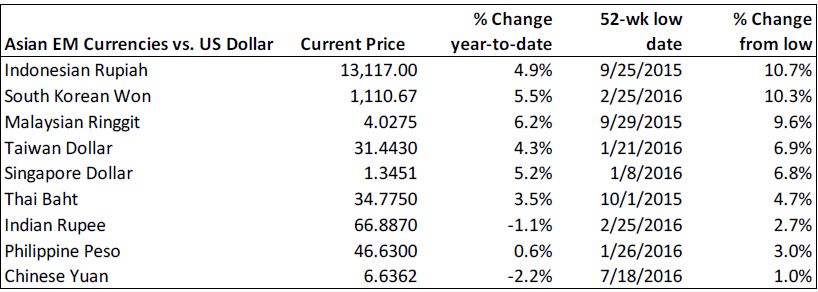 % Change 52-wk low % Change
Asian EM Currencies vs. US Dollar Current Price year-to-date date from low
Indonesian Rupiah 13,117.00 4.9% 9/25/2015 10.7%
South Korean Won 1,110.67 5.5% 2/25/2016 10.3%
Malaysian Ringgit 4.0275 6.2% 9/29/2015 9.6%
Taiwan Dollar 31.4430 4.3% 1/21/2016 6.9%
Singapore Dollar 1.3451 5.2% 1/8/2016 6.8%
Thai Baht 34.7750 3.5% 10/1/2015 4.7%
Indian Rupee 66.8870 -1.1% 2/25/2016 2.7%
Philippine Peso 46.6300 0.6% 1/26/2016 3.0%
Chinese Yuan 6.6362 -2.2% 7/18/2016 1.0%